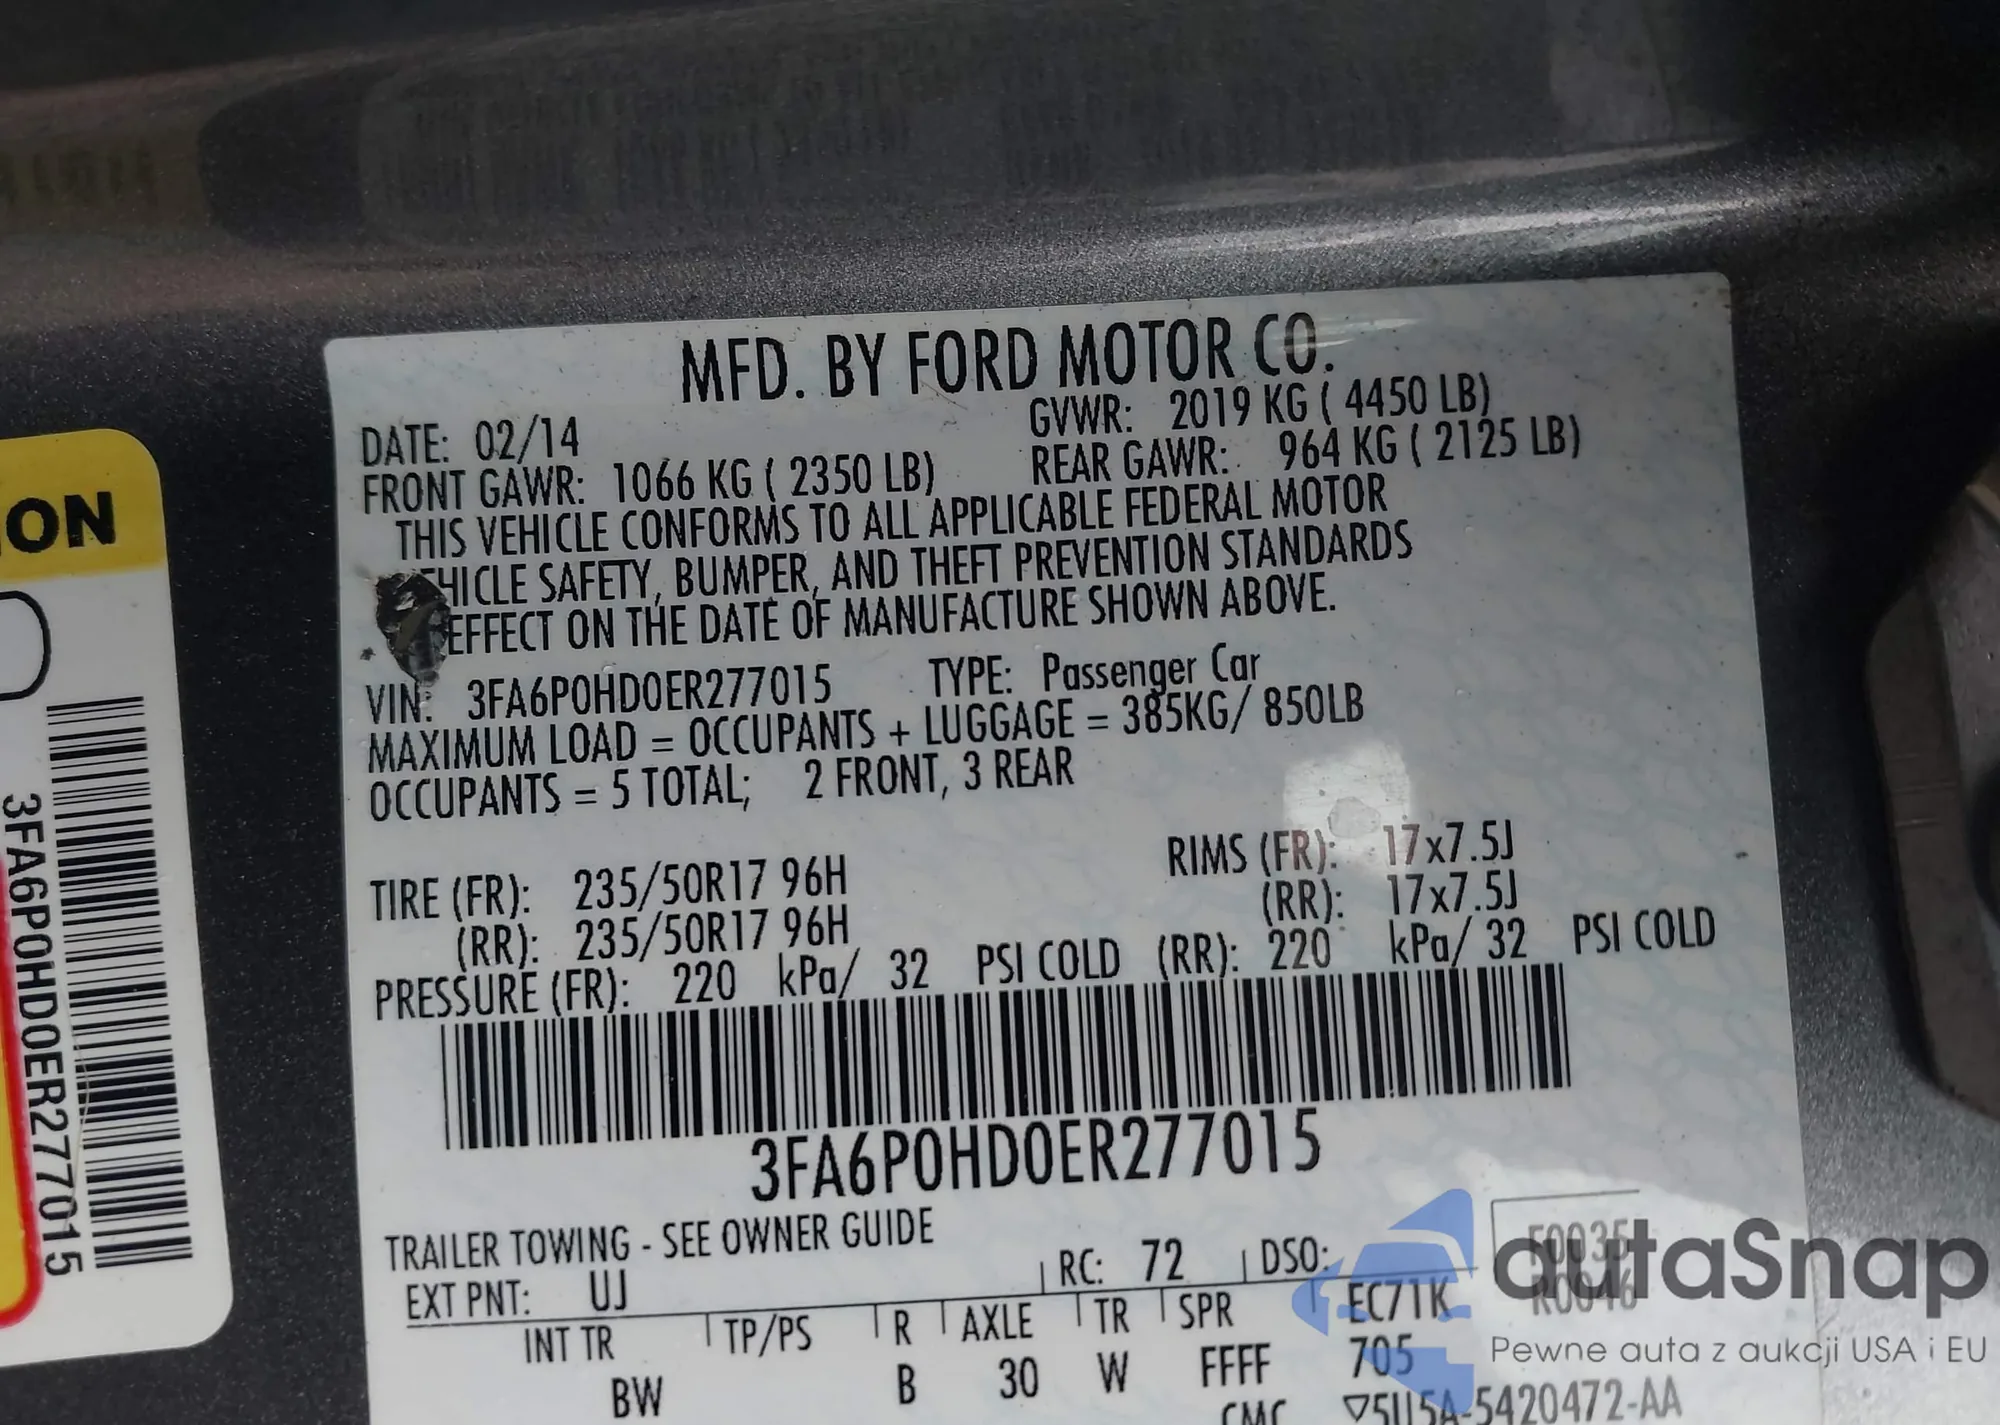 MFD. BY FORD MOTOR CO.
DATE: 02/14 GVWR: 2019 KG ( 4450 LB)
FRONT GAWR: 1066 KG ( 2350 LB) REAR GAWR: 964 KG ( 2125 LB)
THIS VEHICLE CONFORMS TO ALL APPLICABLE FEDERAL MOTOR
EHICLE SAFETY, BUMPER, AND THEFT PREVENTION STANDARDS
EFFECT ON THE DATE OF MANUFACTURE SHOWN ABOVE.
VIN: 3FA6P0HD0ER277015 TYPE: Passenger Car
MAXIMUM LOAD = OCCUPANTS + LUGGAGE = 385KG/ 850LB
OCCUPANTS = 5 TOTAL; 2 FRONT, 3 REAR
TIRE (FR): 235/50R17 96H RIMS (FR): 17x7.5J
(RR): 235/50R17 96H (RR): 17x7.5J
PRESSURE (FR): 220 kPa/ 32 PSI COLD (RR): 220 kPa/ 32 PSI COLD
3FA6P0HD0ER277015
TRAILER TOWING - SEE OWNER GUIDE
EXT PNT: UJ RC: 72 DSO:
F0035
R0046
INT TR TP/PS R AXLE TR SPR EC71K
BW B 30 W FFFF 705
CMC 5U5A-5420472-AA
ON
3FA6P0HD0ER277015
autaSnap
Pewne auta z aukcji USA i EU